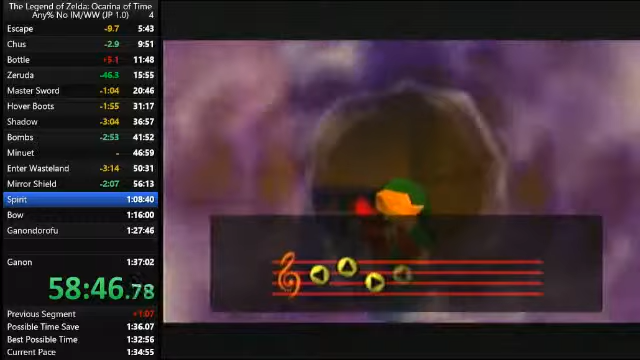 The Legend of Zelda: Ocarina of Time
Any% No IM/WW (JP 1.0) 4
Escape -9.7 5:43
Chus -2.9 9:51
Bottle +5.1 11:48
Zeruda -46.3 15:55
Master Sword -1:04 20:46
Hover Boots -1:55 31:17
Shadow -3:04 36:57
Bombs -2:53 41:52
Minuet - 46:59
Enter Wasteland -3:14 50:31
Mirror Shield -2:07 56:13
Spirit 1:08:40
Bow 1:16:00
Ganondorofu 1:27:46
Ganon 1:37:02
58:46.78
Previous Segment +1:07
Possible Time Save 1:36.07
Best Possible Time 1:32:56
Current Pace 1:34:55